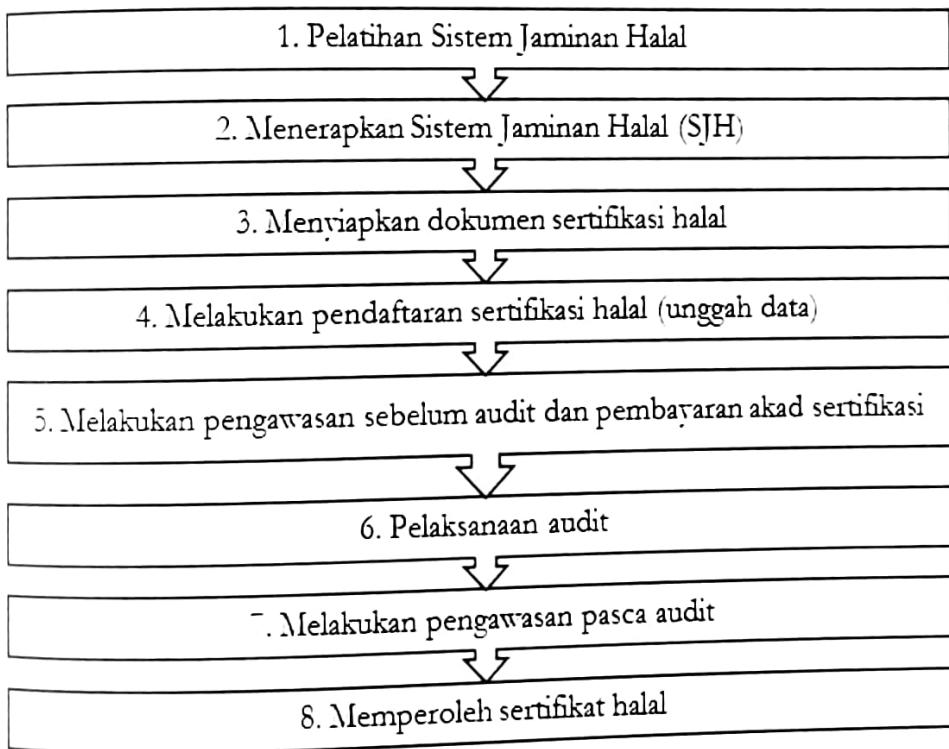 1. Pelatihan Sistem Jaminan Halal
2. Menerapkan Sistem Jaminan Halal (SJH)
3. Menyiapkan dokumen sertifikasi halal
4. Melakukan pendaftaran sertifikasi halal (unggah data)
5. Melakukan pengawasan sebelum audit dan pembayaran akad sertifikasi
6. Pelaksanaan audit
7. Melakukan pengawasan pasca audit
8. Memperoleh sertifikat halal